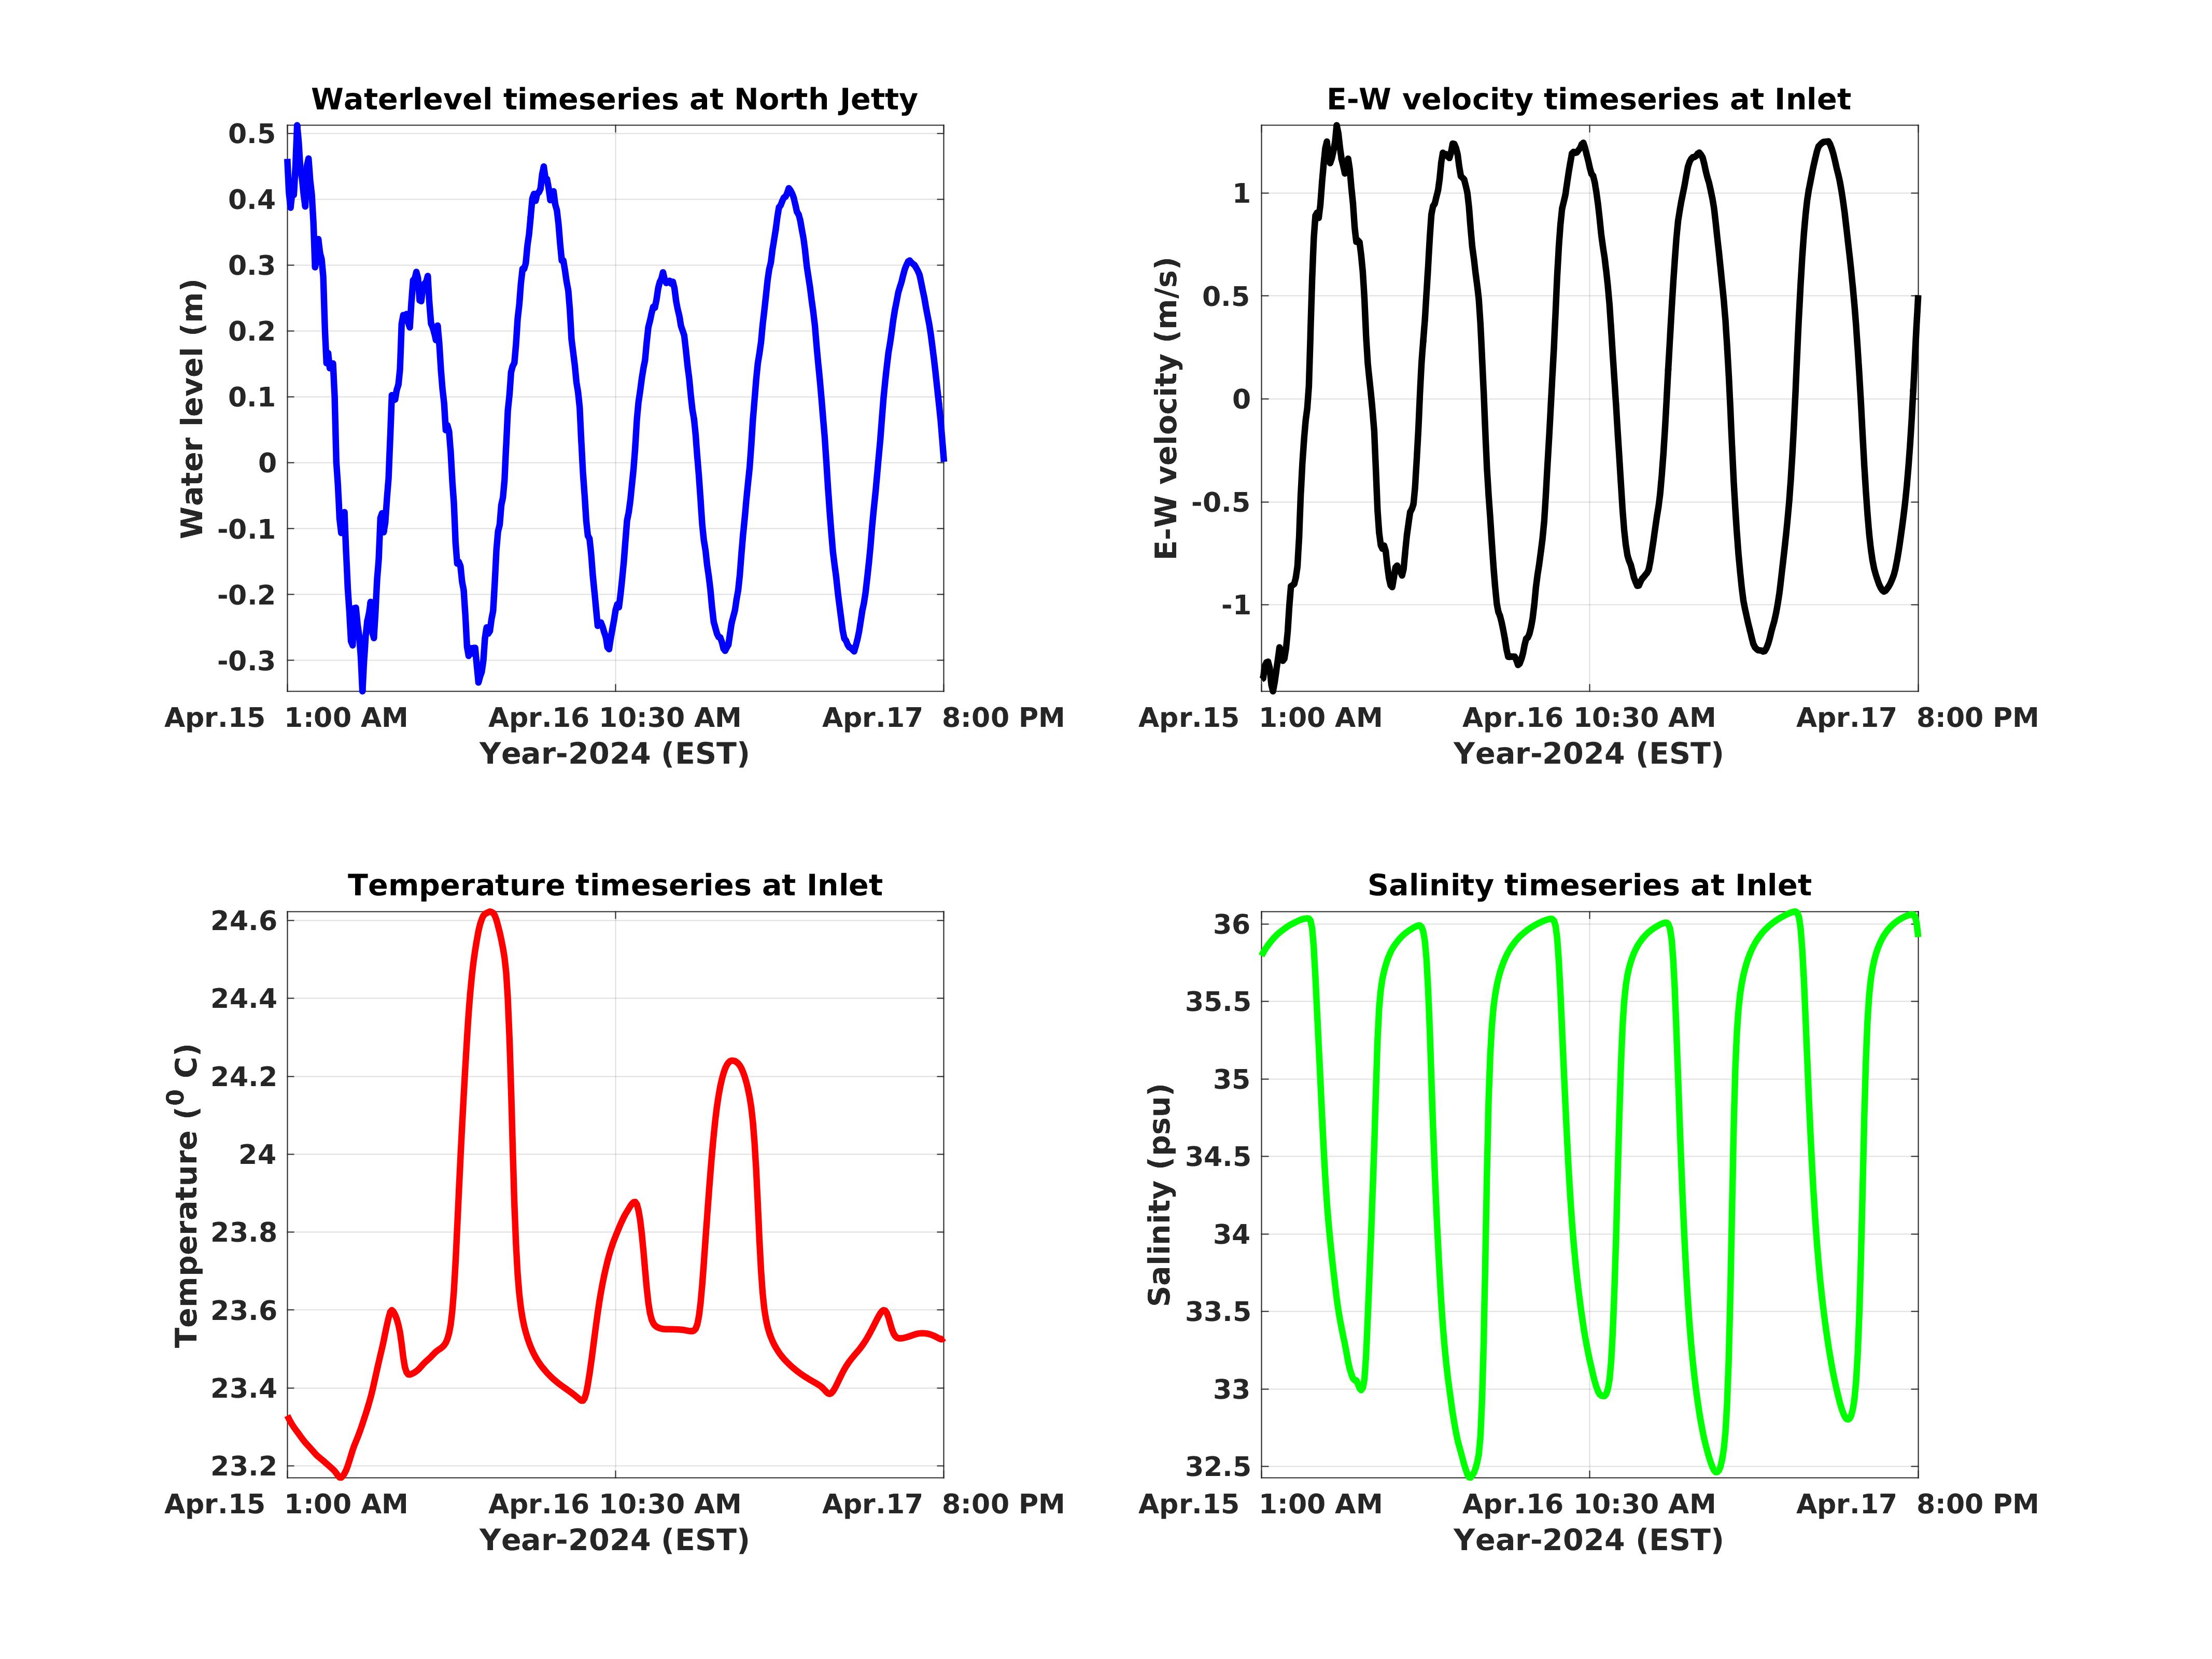 Waterlevel timeseries at North Jetty
0.5
0.4
0.3
0.2
0.1
0
-0.1
-0.2
-0.3
Water level (m)
Apr.15 1:00 AM Apr.16 10:30 AM Apr.17 8:00 PM
Year-2024 (EST)
E-W velocity timeseries at Inlet
1
0.5
0
-0.5
-1
E-W velocity (m/s)
Apr.15 1:00 AM Apr.16 10:30 AM Apr.17 8:00 PM
Year-2024 (EST)
Temperature timeseries at Inlet
24.6
24.4
24.2
24
23.8
23.6
23.4
23.2
Temperature (⁰ C)
Apr.15 1:00 AM Apr.16 10:30 AM Apr.17 8:00 PM
Year-2024 (EST)
Salinity timeseries at Inlet
36
35.5
35
34.5
34
33.5
33
32.5
Salinity (psu)
Apr.15 1:00 AM Apr.16 10:30 AM Apr.17 8:00 PM
Year-2024 (EST)